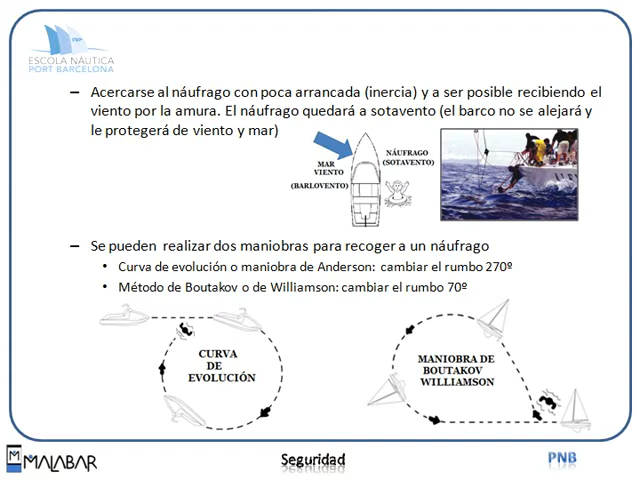 PNP
ESCOLA NÁUTICA
PORT BARCELONA
– Acercarse al náufrago con poca arrancada (inercia) y a ser posible recibiendo el
viento por la amura. El náufrago quedará a sotavento (el barco no se alejará y
le protegerá de viento y mar)
MAR
VIENTO
(BARLOVENTO)
NÁUFRAGO
(SOTAVENTO)
– Se pueden realizar dos maniobras para recoger a un náufrago
• Curva de evolución o maniobra de Anderson: cambiar el rumbo 270º
• Método de Boutakov o de Williamson: cambiar el rumbo 70º
CURVA
DE
EVOLUCIÓN
MANIOBRA DE
BOUTAKOV
WILLIAMSON
MALABAR
Seguridad
PNB